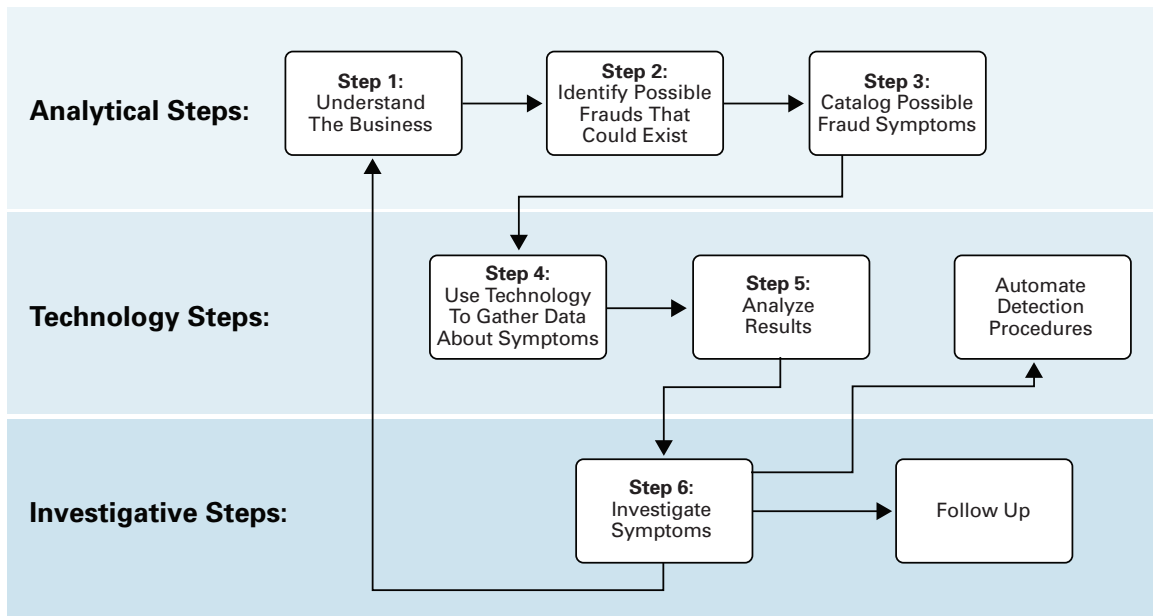 Analytical Steps:
Step 1:
Understand
The Business
Step 2:
Identify Possible
Frauds That
Could Exist
Step 3:
Catalog Possible
Fraud Symptoms
Technology Steps:
Step 4:
Use Technology
To Gather Data
About Symptoms
Step 5:
Analyze
Results
Automate
Detection
Procedures
Investigative Steps:
Step 6:
Investigate
Symptoms
Follow Up